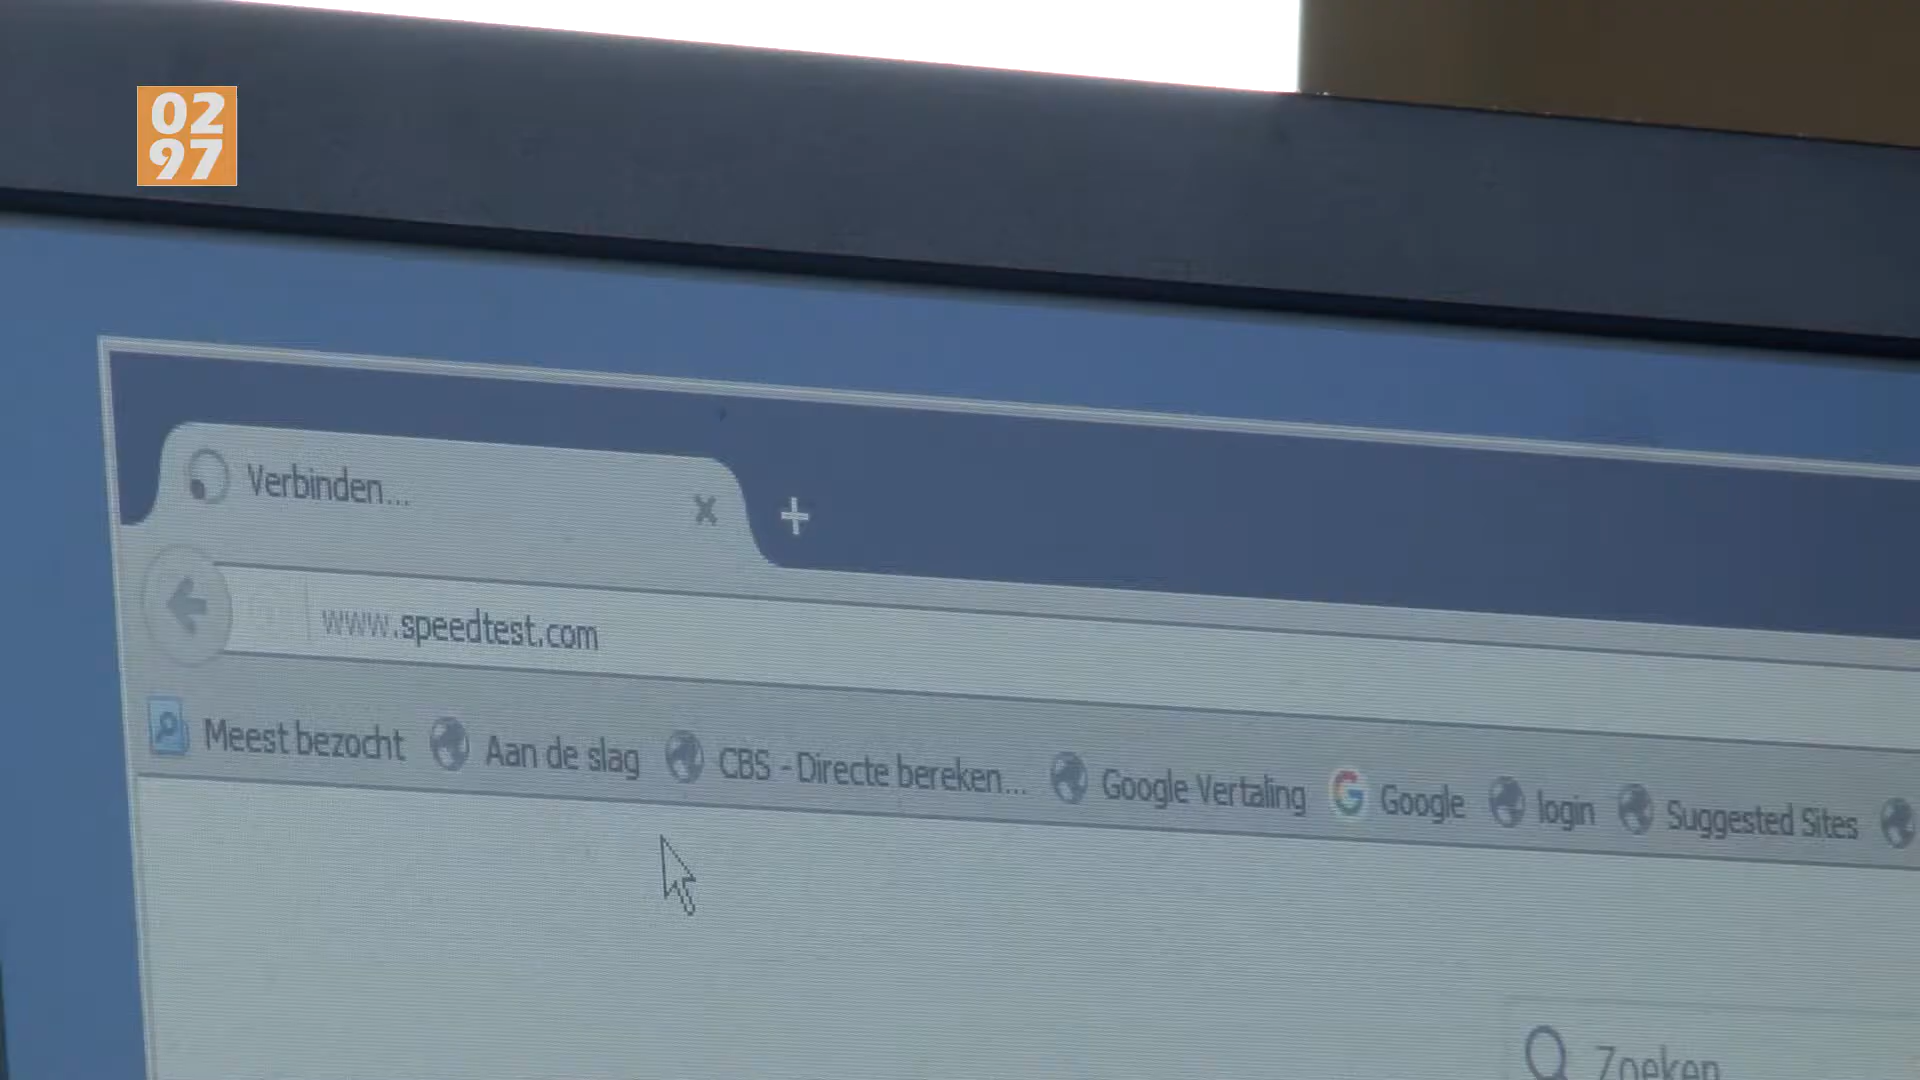 02
97
Verbinden...
www.speedtest.com
Meest bezocht Aan de slag CBS - Directe bereken... Google Vertaling Google login Suggested Sites
Zoeken